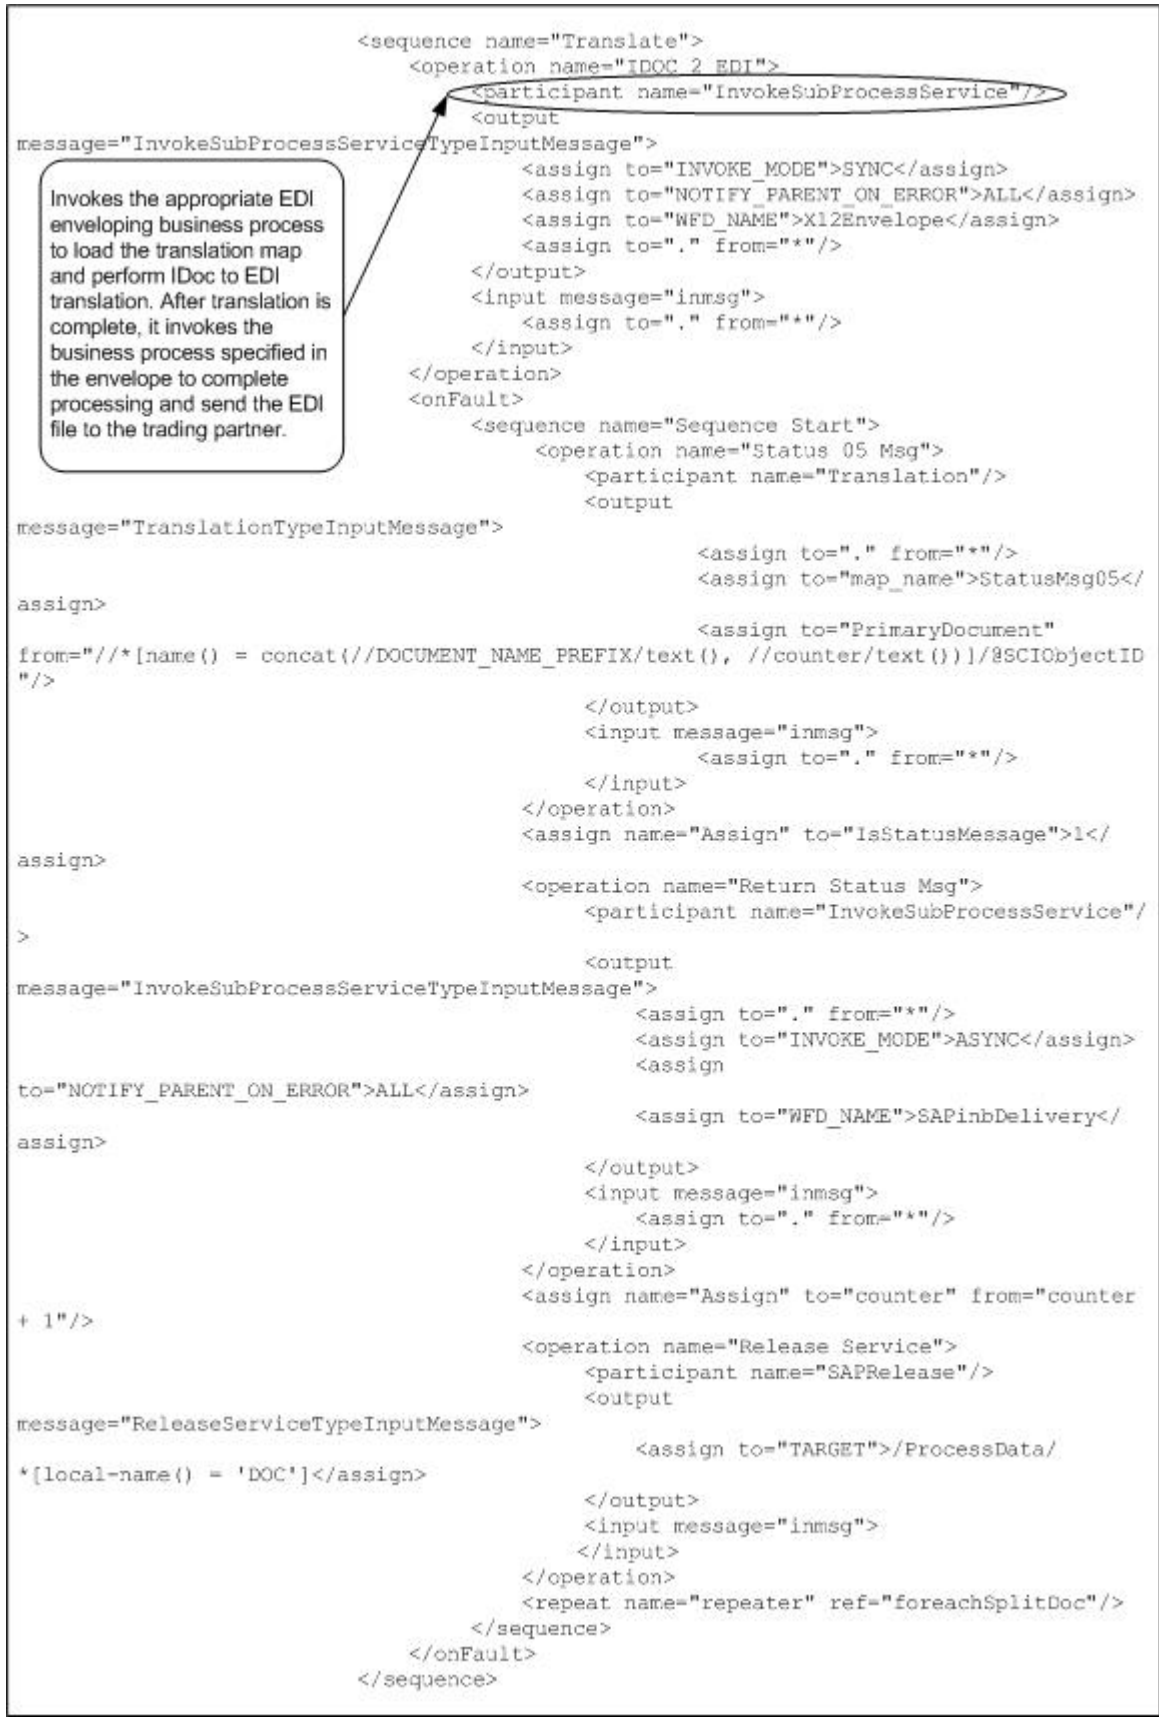 <sequence name="Translate">
<operation name="IDOC 2 EDI">
<participant name="InvokeSubProcessService"/>
<output
message="InvokeSubProcessServiceTypeInputMessage">
<assign to="INVOKE_MODE">SYNC</assign>
<assign to="NOTIFY_PARENT_ON_ERROR">ALL</assign>
<assign to="WFD_NAME">X12Envelope</assign>
<assign to="." from="*"/>
</output>
<input message="inmsg">
<assign to="." from="*"/>
</input>
</operation>
<onFault>
Invokes the appropriate EDI
enveloping business process
to load the translation map
and perform IDoc to EDI
translation. After translation is
complete, it invokes the
business process specified in
the envelope to complete
processing and send the EDI
file to the trading partner.
<sequence name="Sequence Start">
<operation name="Status 05 Msg">
<participant name="Translation"/>
<output
message="TranslationTypeInputMessage">
<assign to="." from="*"/>
<assign to="map_name">StatusMsg05</
assign>
<assign to="PrimaryDocument"
from="//*[name() = concat(//DOCUMENT_NAME_PREFIX/text(), //counter/text())]/@SCIObjectID
"/>
</output>
<input message="inmsg">
<assign to="." from="*"/>
</input>
</operation>
<assign name="Assign" to="IsStatusMessage">1</
assign>
<operation name="Return Status Msg">
<participant name="InvokeSubProcessService"/
>
<output
message="InvokeSubProcessServiceTypeInputMessage">
<assign to="." from="*"/>
<assign to="INVOKE_MODE">ASYNC</assign>
<assign
to="NOTIFY_PARENT_ON_ERROR">ALL</assign>
<assign to="WFD_NAME">SAPinbDelivery</
assign>
</output>
<input message="inmsg">
<assign to="." from="*"/>
</input>
</operation>
<assign name="Assign" to="counter" from="counter
+ 1"/>
<operation name="Release Service">
<participant name="SAPRelease"/>
<output
message="ReleaseServiceTypeInputMessage">
<assign to="TARGET">/ProcessData/
*[local-name() = 'DOC']</assign>
</output>
<input message="inmsg">
</input>
</operation>
<repeat name="repeater" ref="foreachSplitDoc"/>
</sequence>
</onFault>
</sequence>